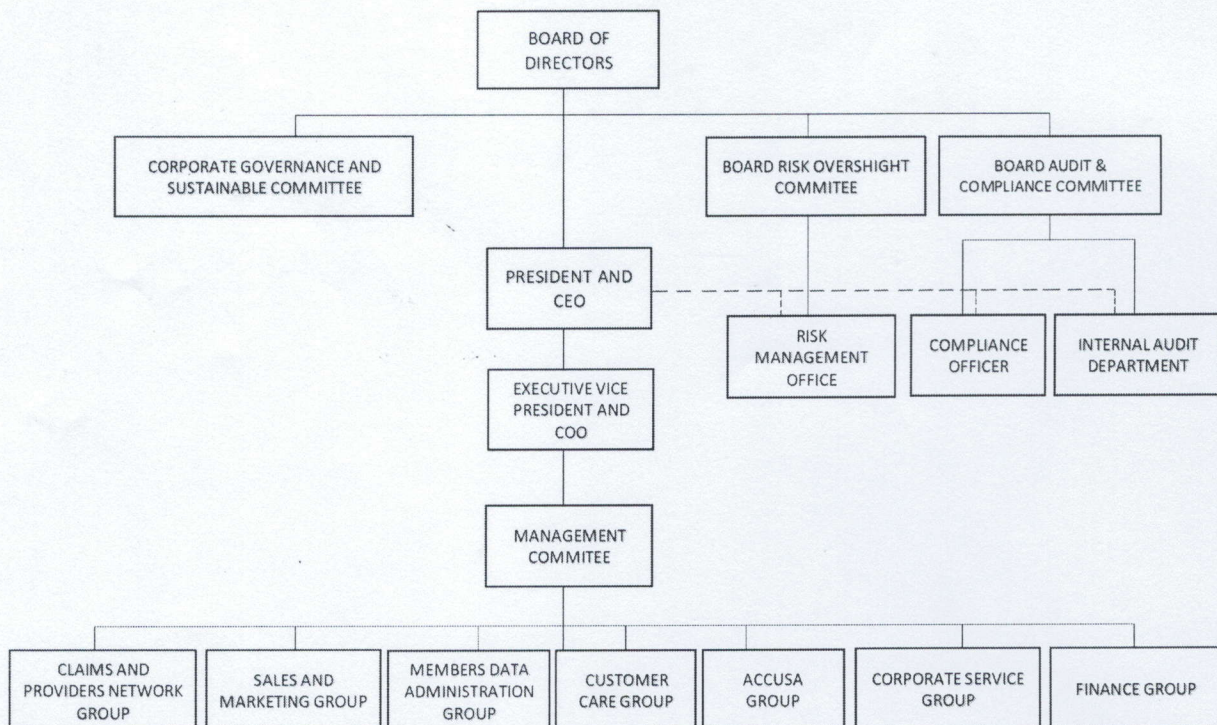 BOARD OF
DIRECTORS
CORPORATE GOVERNANCE AND
SUSTAINABLE COMMITTEE
BOARD RISK OVERSHIGHT
COMMITEE
BOARD AUDIT &
COMPLIANCE COMMITTEE
PRESIDENT AND
CEO
RISK
MANAGEMENT
OFFICE
COMPLIANCE
OFFICER
INTERNAL AUDIT
DEPARTMENT
EXECUTIVE VICE
PRESIDENT AND
COO
MANAGEMENT
COMMITEE
CLAIMS AND
PROVIDERS NETWORK
GROUP
SALES AND
MARKETING GROUP
MEMBERS DATA
ADMINISTRATION
GROUP
CUSTOMER
CARE GROUP
ACCUSA
GROUP
CORPORATE SERVICE
GROUP
FINANCE GROUP